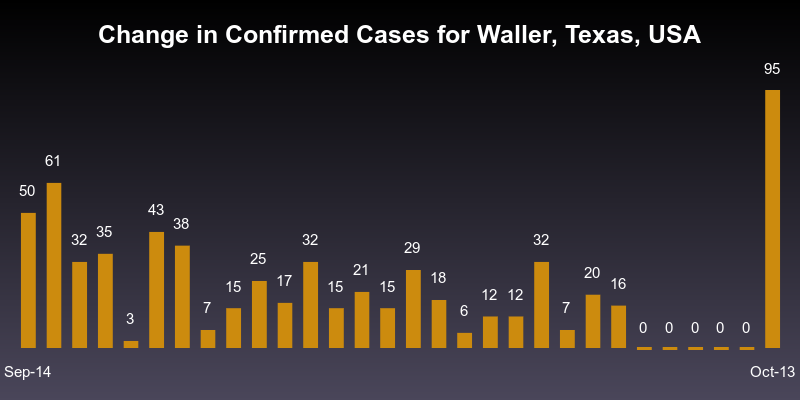 Change in Confirmed Cases for Waller, Texas, USA
50 61 32 35 3 43 38 7 15 25 17 32 15 21 15 29 18 6 12 12 32 7 20 16 0 0 0 0 0 95
Sep-14 Oct-13